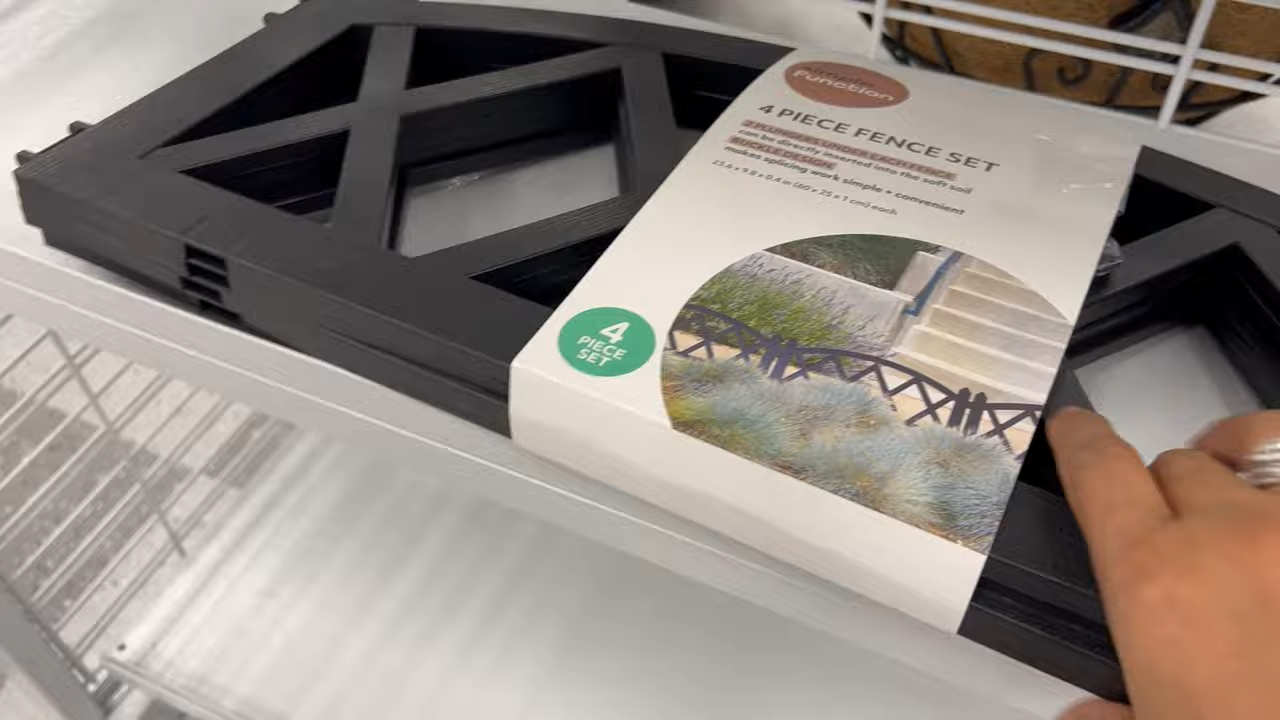 Function
4 PIECE FENCE SET
2 PLUNGERS UNDER EACH FENCE
can be directly inserted into the soft soil
BUCKLE DESIGN
makes splicing work simple + convenient
23.6 x 9.8 x 0.4 in (60 x 25 x 1 cm) each
4
PIECE
SET